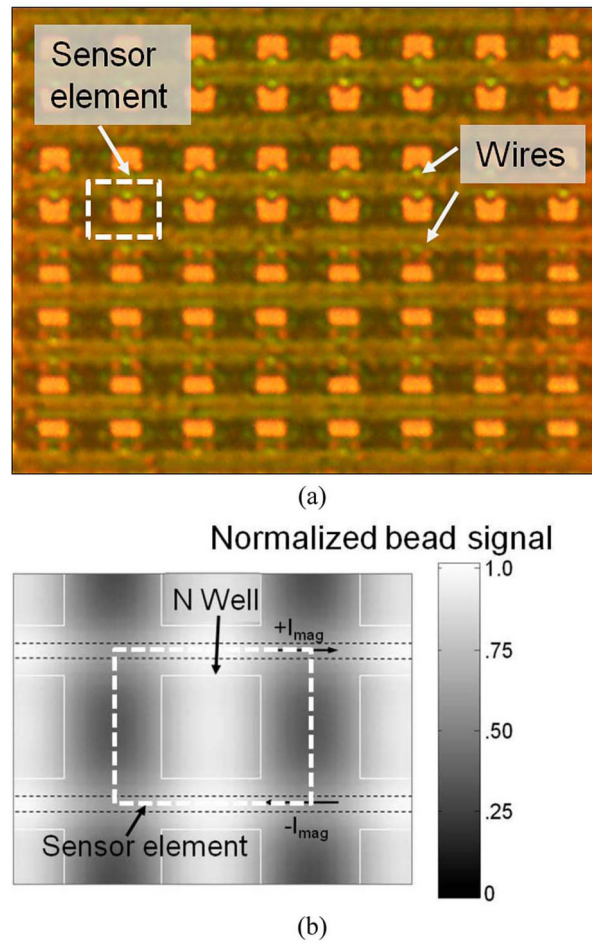 Sensor
element
Wires
(a)
Normalized bead signal
N Well
+Imag
1.0
.75
.50
.25
0
-Imag
Sensor element
(b)